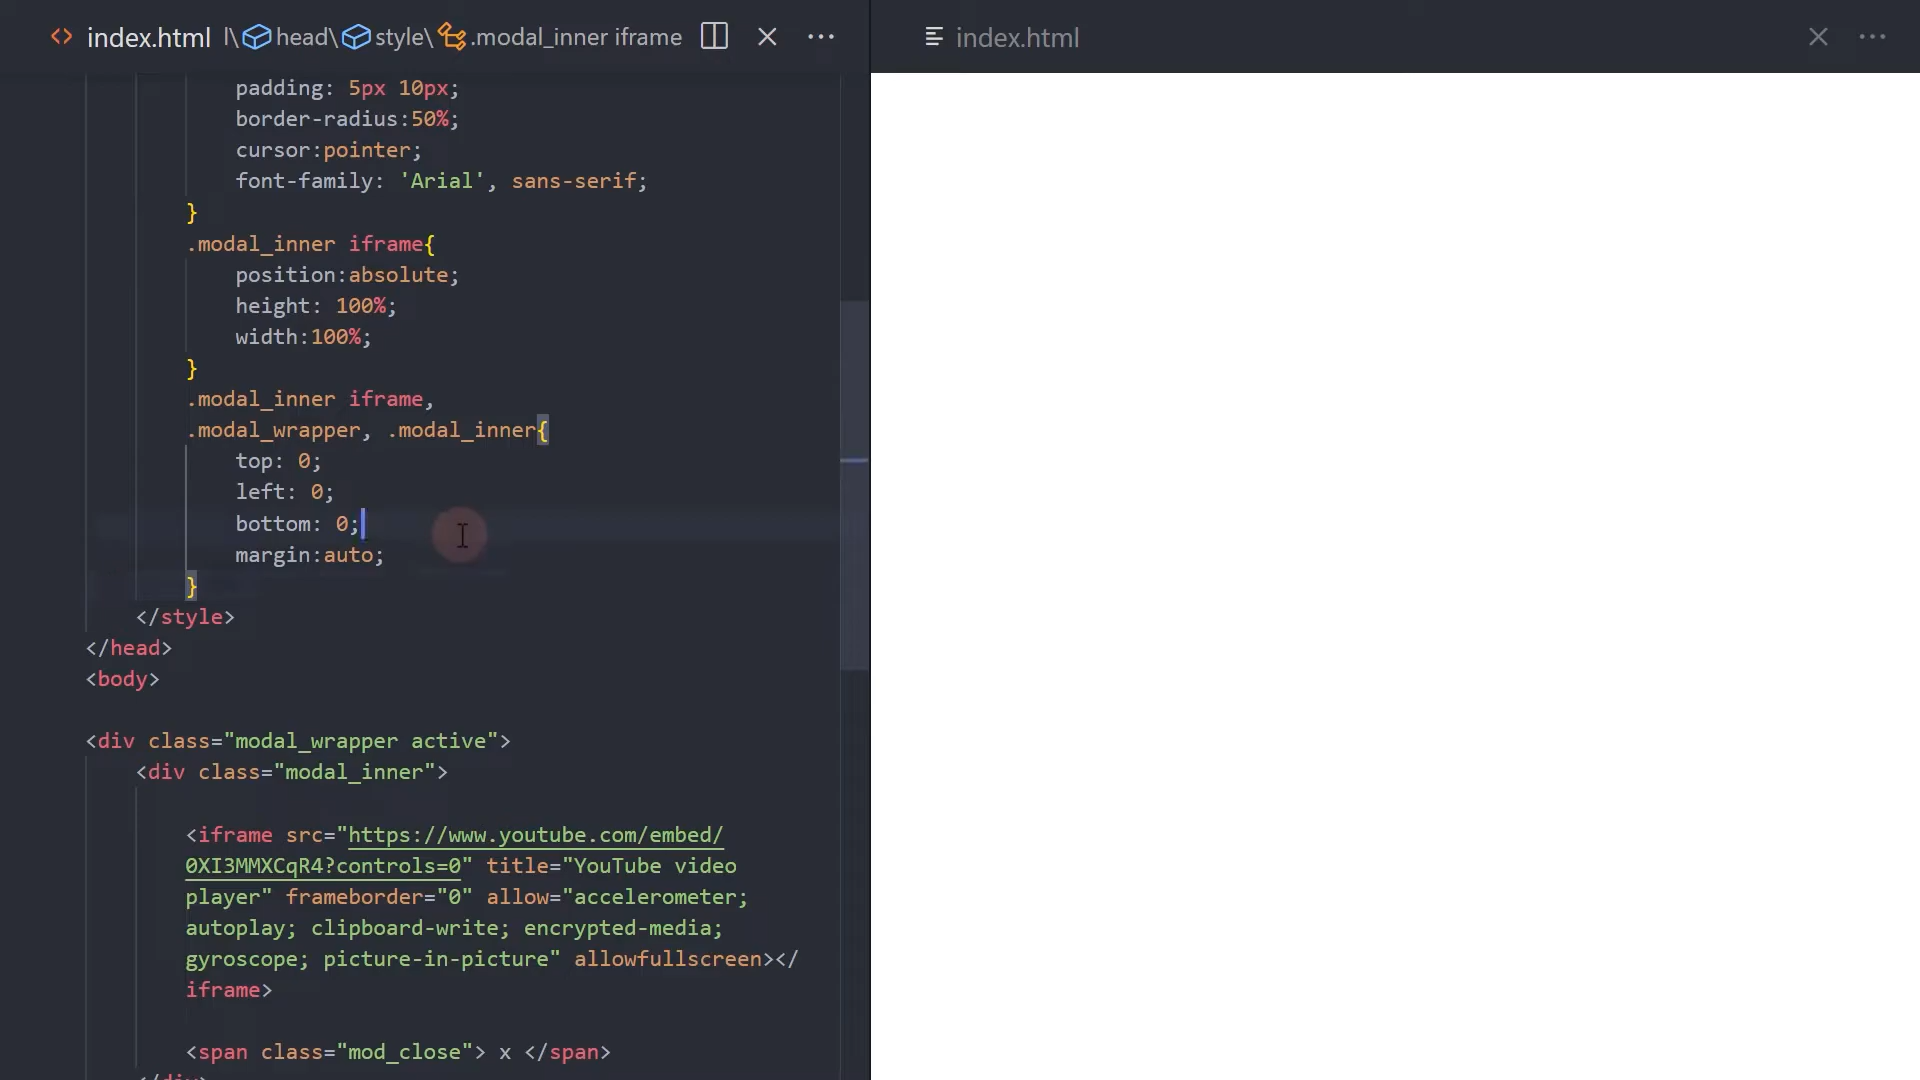 index.html l\head\style\.modal_inner iframe
index.html
padding: 5px 10px;
border-radius:50%;
cursor:pointer;
font-family: 'Arial', sans-serif;
}
.modal_inner iframe{
position:absolute;
height: 100%;
width:100%;
}
.modal_inner iframe,
.modal_wrapper, .modal_inner{
top: 0;
left: 0;
bottom: 0;
margin:auto;
}
</style>
</head>
<body>
<div class="modal_wrapper active">
<div class="modal_inner">
<iframe src="https://www.youtube.com/embed/
0XI3MMXCqR4?controls=0" title="YouTube video
player" frameborder="0" allow="accelerometer;
autoplay; clipboard-write; encrypted-media;
gyroscope; picture-in-picture" allowfullscreen></
iframe>
<span class="mod_close"> x </span>
</div>